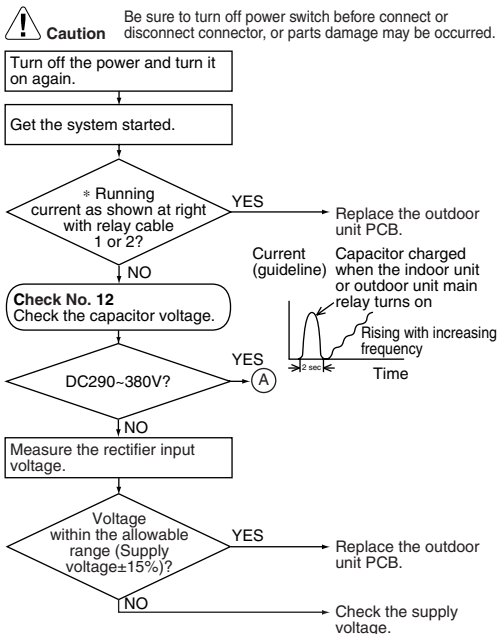 Caution
Be sure to turn off power switch before connect or
disconnect connector, or parts damage may be occurred.
Turn off the power and turn it
on again.
Get the system started.
* Running
current as shown at right
with relay cable
1 or 2?
YES
Replace the outdoor
unit PCB.
NO
Current
(guideline)
Capacitor charged
when the indoor unit
or outdoor unit main
relay turns on
Rising with increasing
frequency
2 sec
Time
Check No. 12
Check the capacitor voltage.
DC290~380V?
YES
A
NO
Measure the rectifier input
voltage.
Voltage
within the allowable
range (Supply
voltage±15%)?
YES
Replace the outdoor
unit PCB.
NO
Check the supply
voltage.